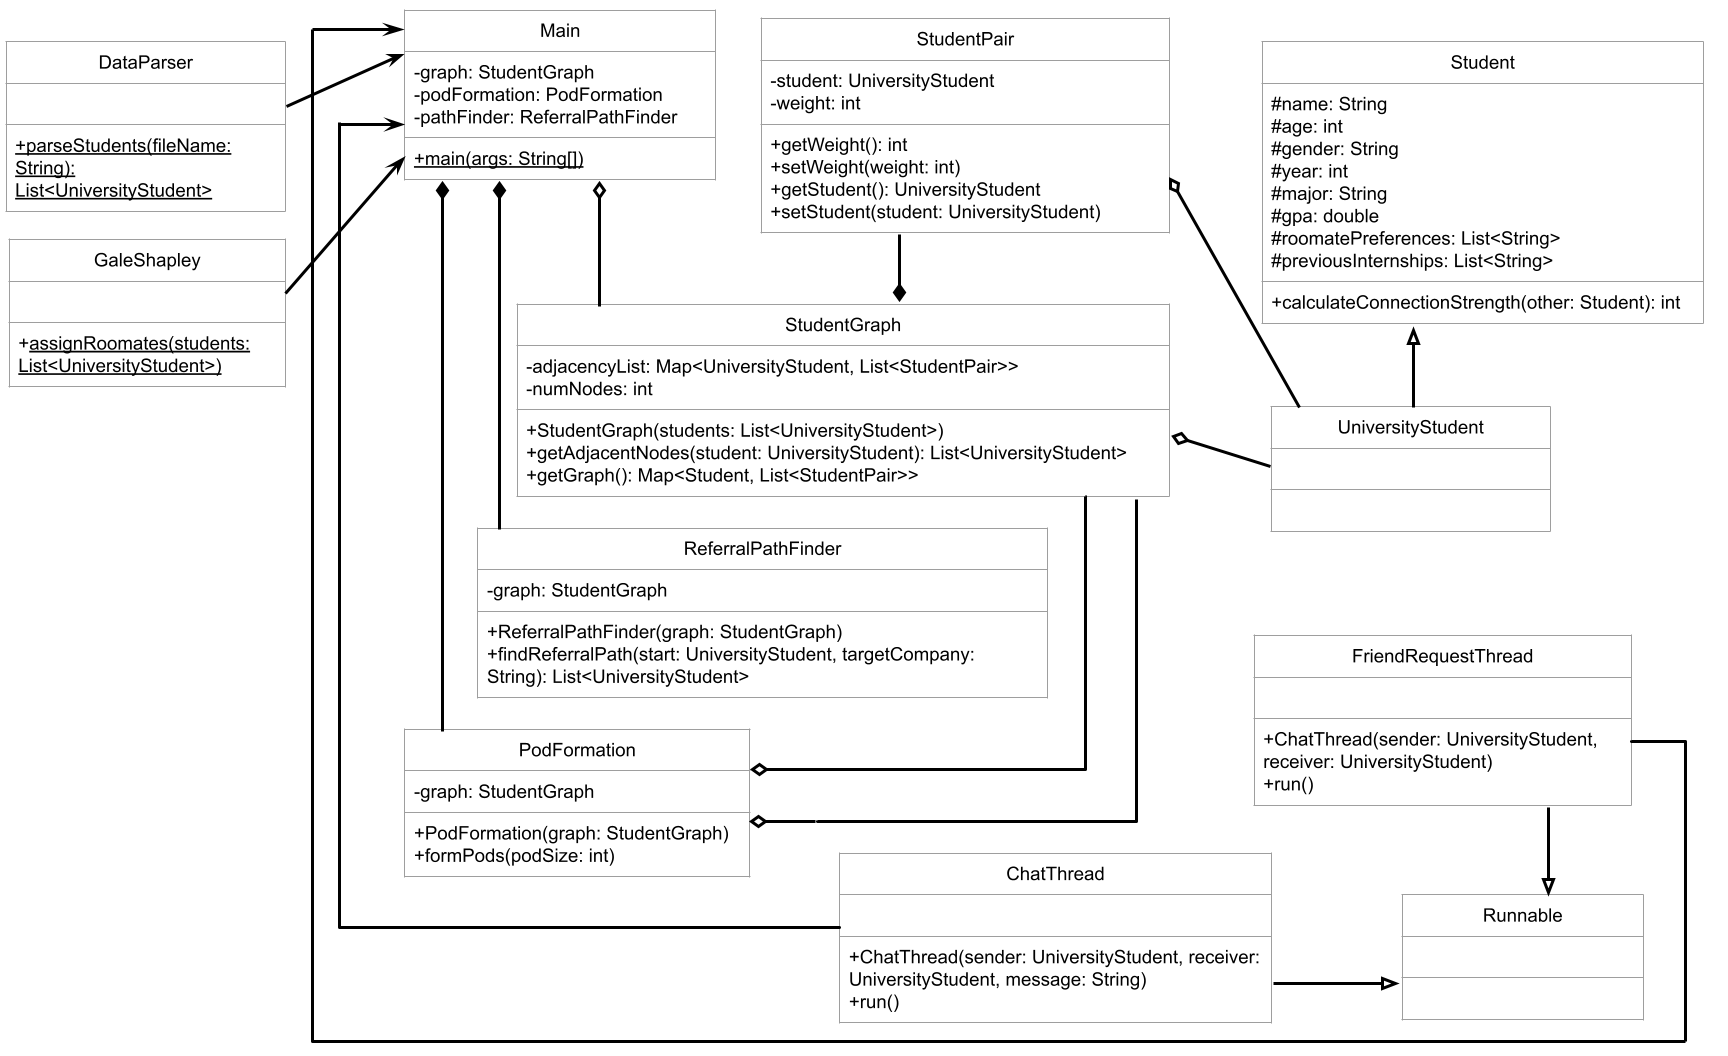 DataParser
+parseStudents(fileName:
String):
List<UniversityStudent>
GaleShapley
+assignRoomates(students:
List<UniversityStudent>)
Main
-graph: StudentGraph
-podFormation: PodFormation
-pathFinder: ReferralPathFinder
+main(args: String[])
StudentPair
-student: UniversityStudent
-weight: int
+getWeight(): int
+setWeight(weight: int)
+getStudent(): UniversityStudent
+setStudent(student: UniversityStudent)
Student
#name: String
#age: int
#gender: String
#year: int
#major: String
#gpa: double
#roomatePreferences: List<String>
#previousInternships: List<String>
+calculateConnectionStrength(other: Student): int
StudentGraph
-adjacencyList: Map<UniversityStudent, List<StudentPair>>
-numNodes: int
+StudentGraph(students: List<UniversityStudent>)
+getAdjacentNodes(student: UniversityStudent): List<UniversityStudent>
+getGraph(): Map<Student, List<StudentPair>>
UniversityStudent
ReferralPathFinder
-graph: StudentGraph
+ReferralPathFinder(graph: StudentGraph)
+findReferralPath(start: UniversityStudent, targetCompany:
String): List<UniversityStudent>
PodFormation
-graph: StudentGraph
+PodFormation(graph: StudentGraph)
+formPods(podSize: int)
FriendRequestThread
+ChatThread(sender: UniversityStudent,
receiver: UniversityStudent)
+run()
ChatThread
+ChatThread(sender: UniversityStudent, receiver:
UniversityStudent, message: String)
+run()
Runnable